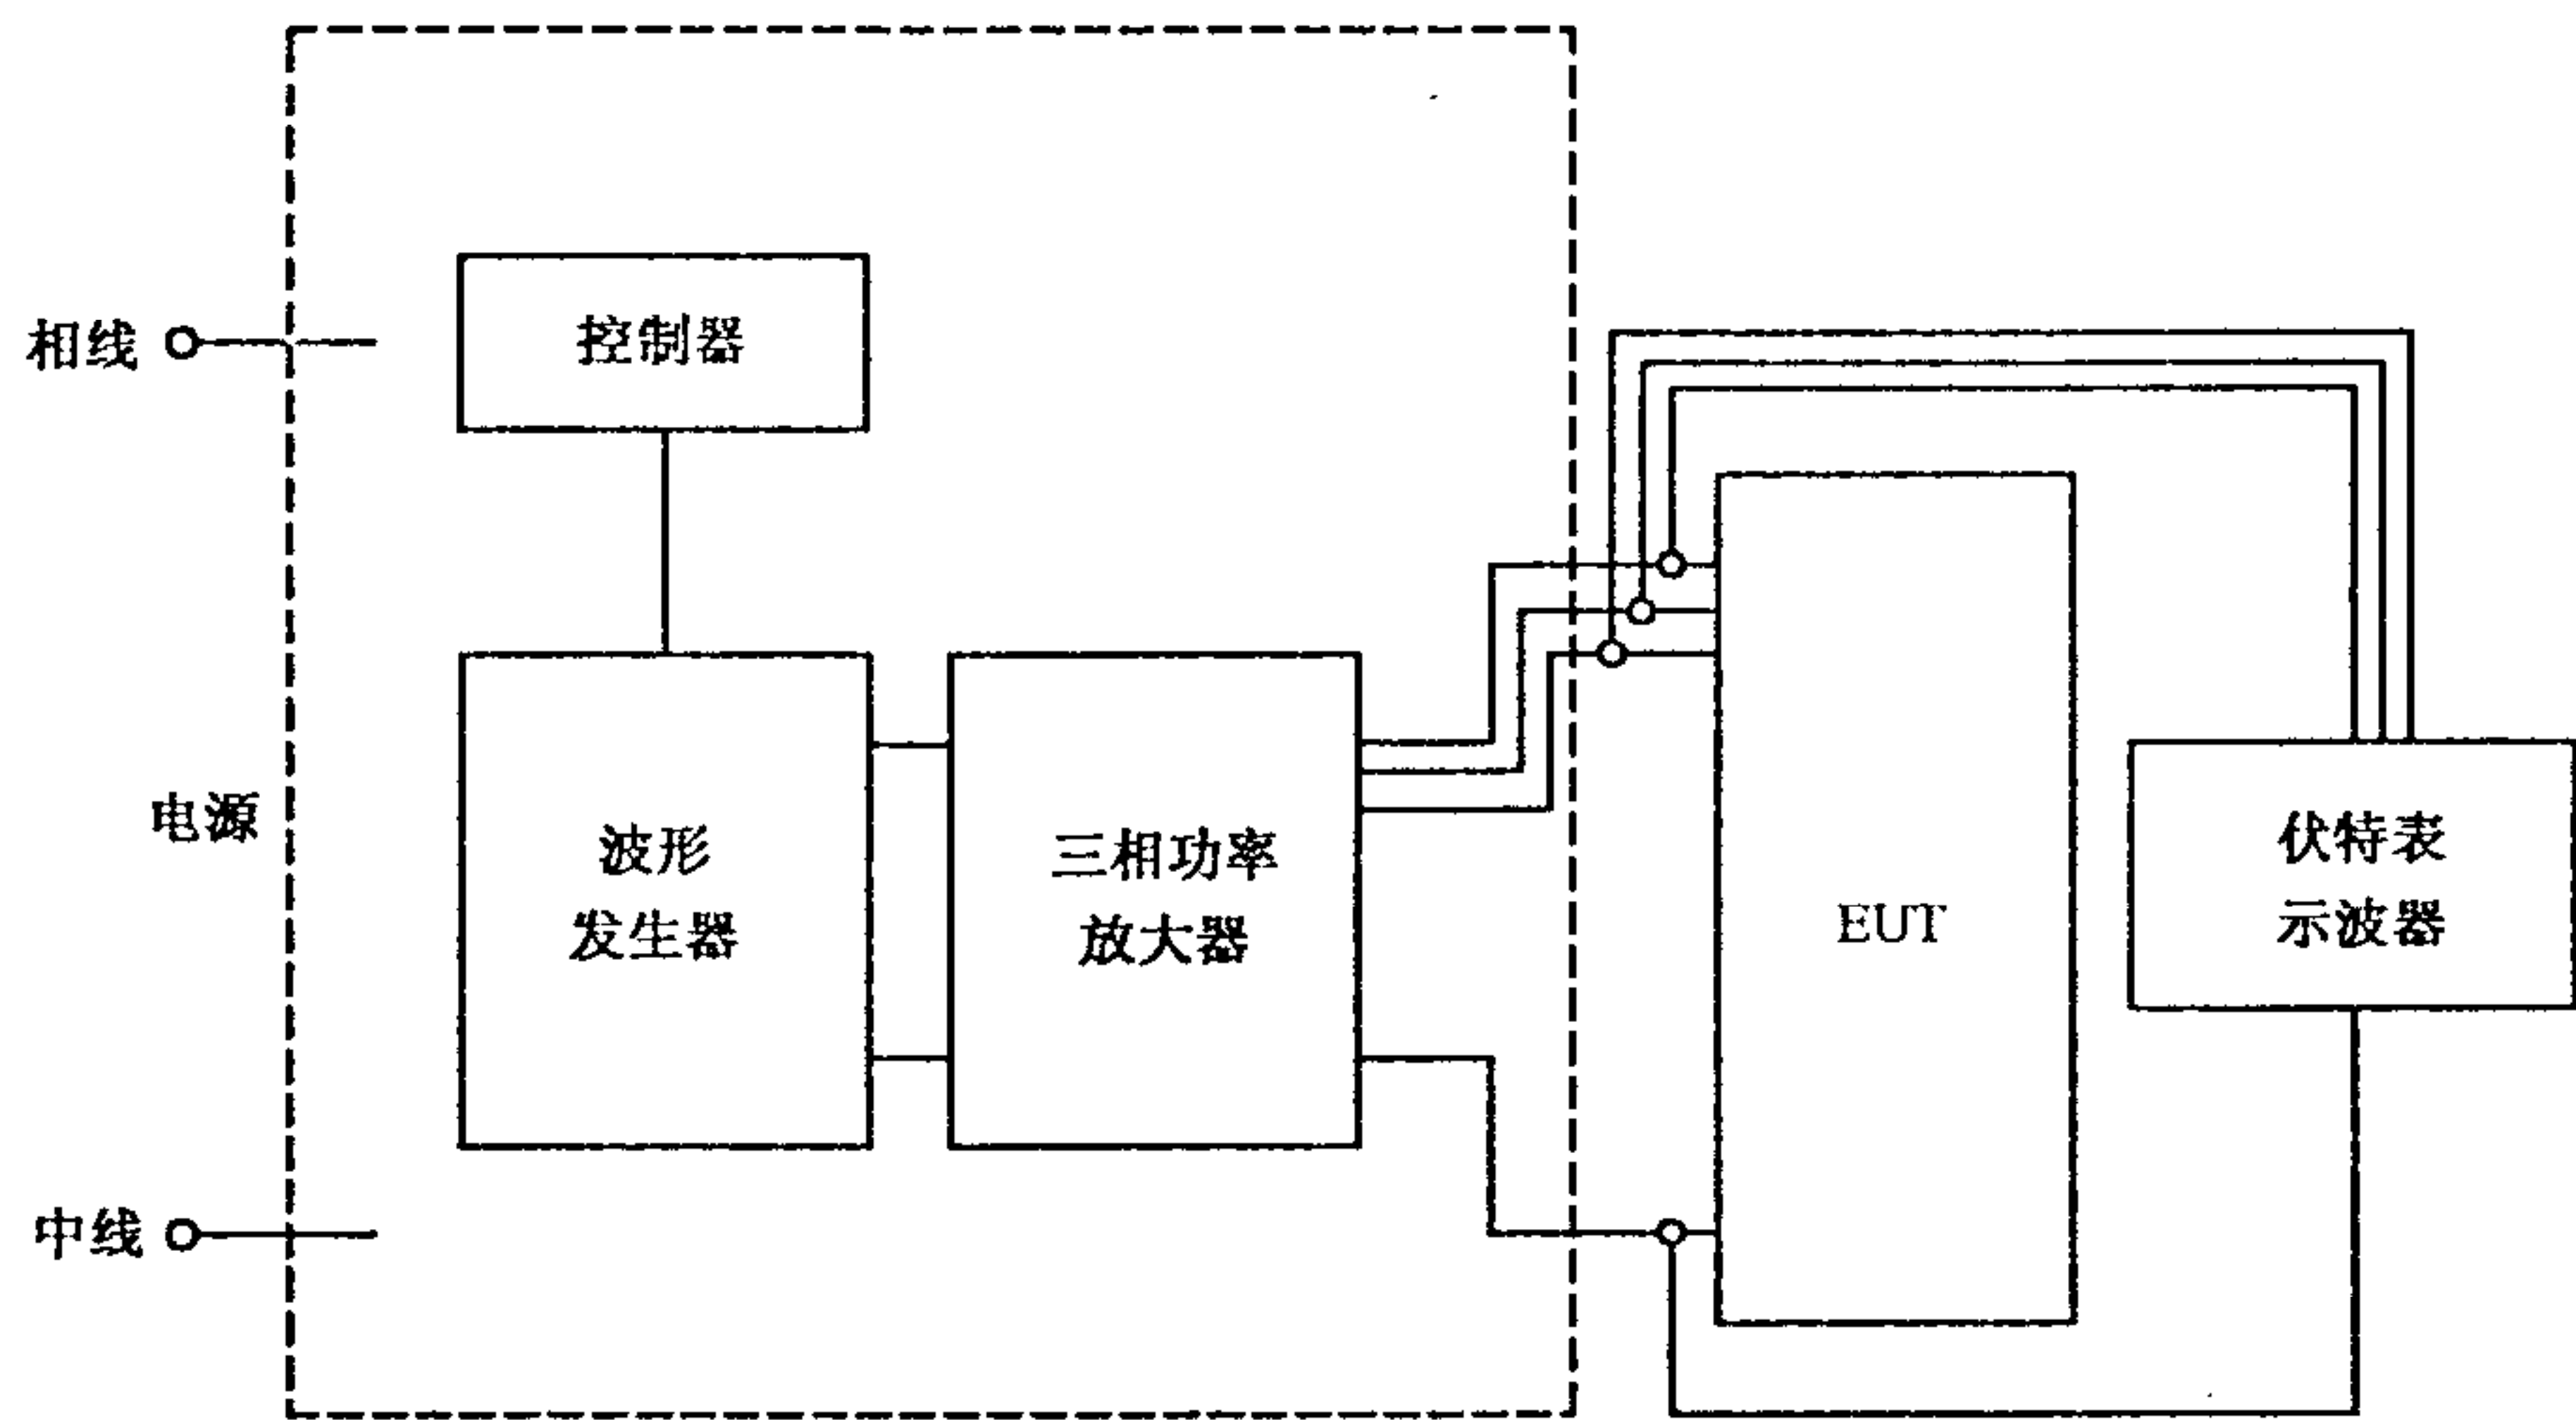 控制器
相线
电源
波形
发生器
三相功率
放大器
EUT
伏特表
示波器
中线